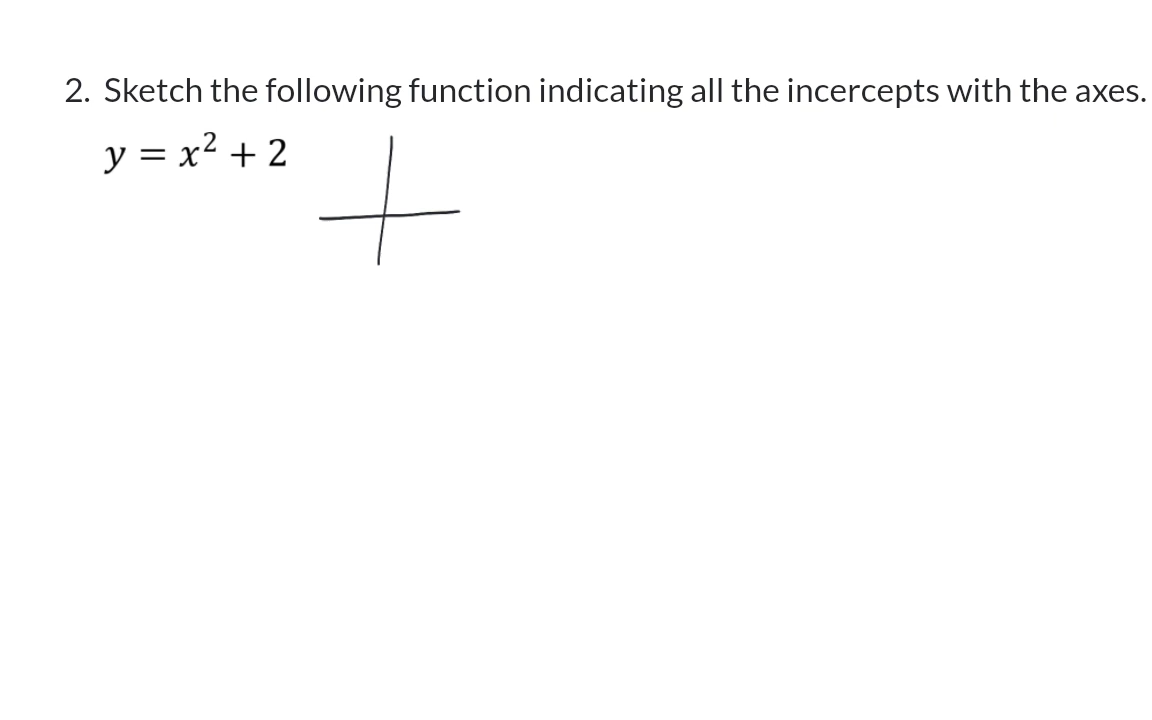 2. Sketch the following function indicating all the incercepts with the axes.
y = x² + 2